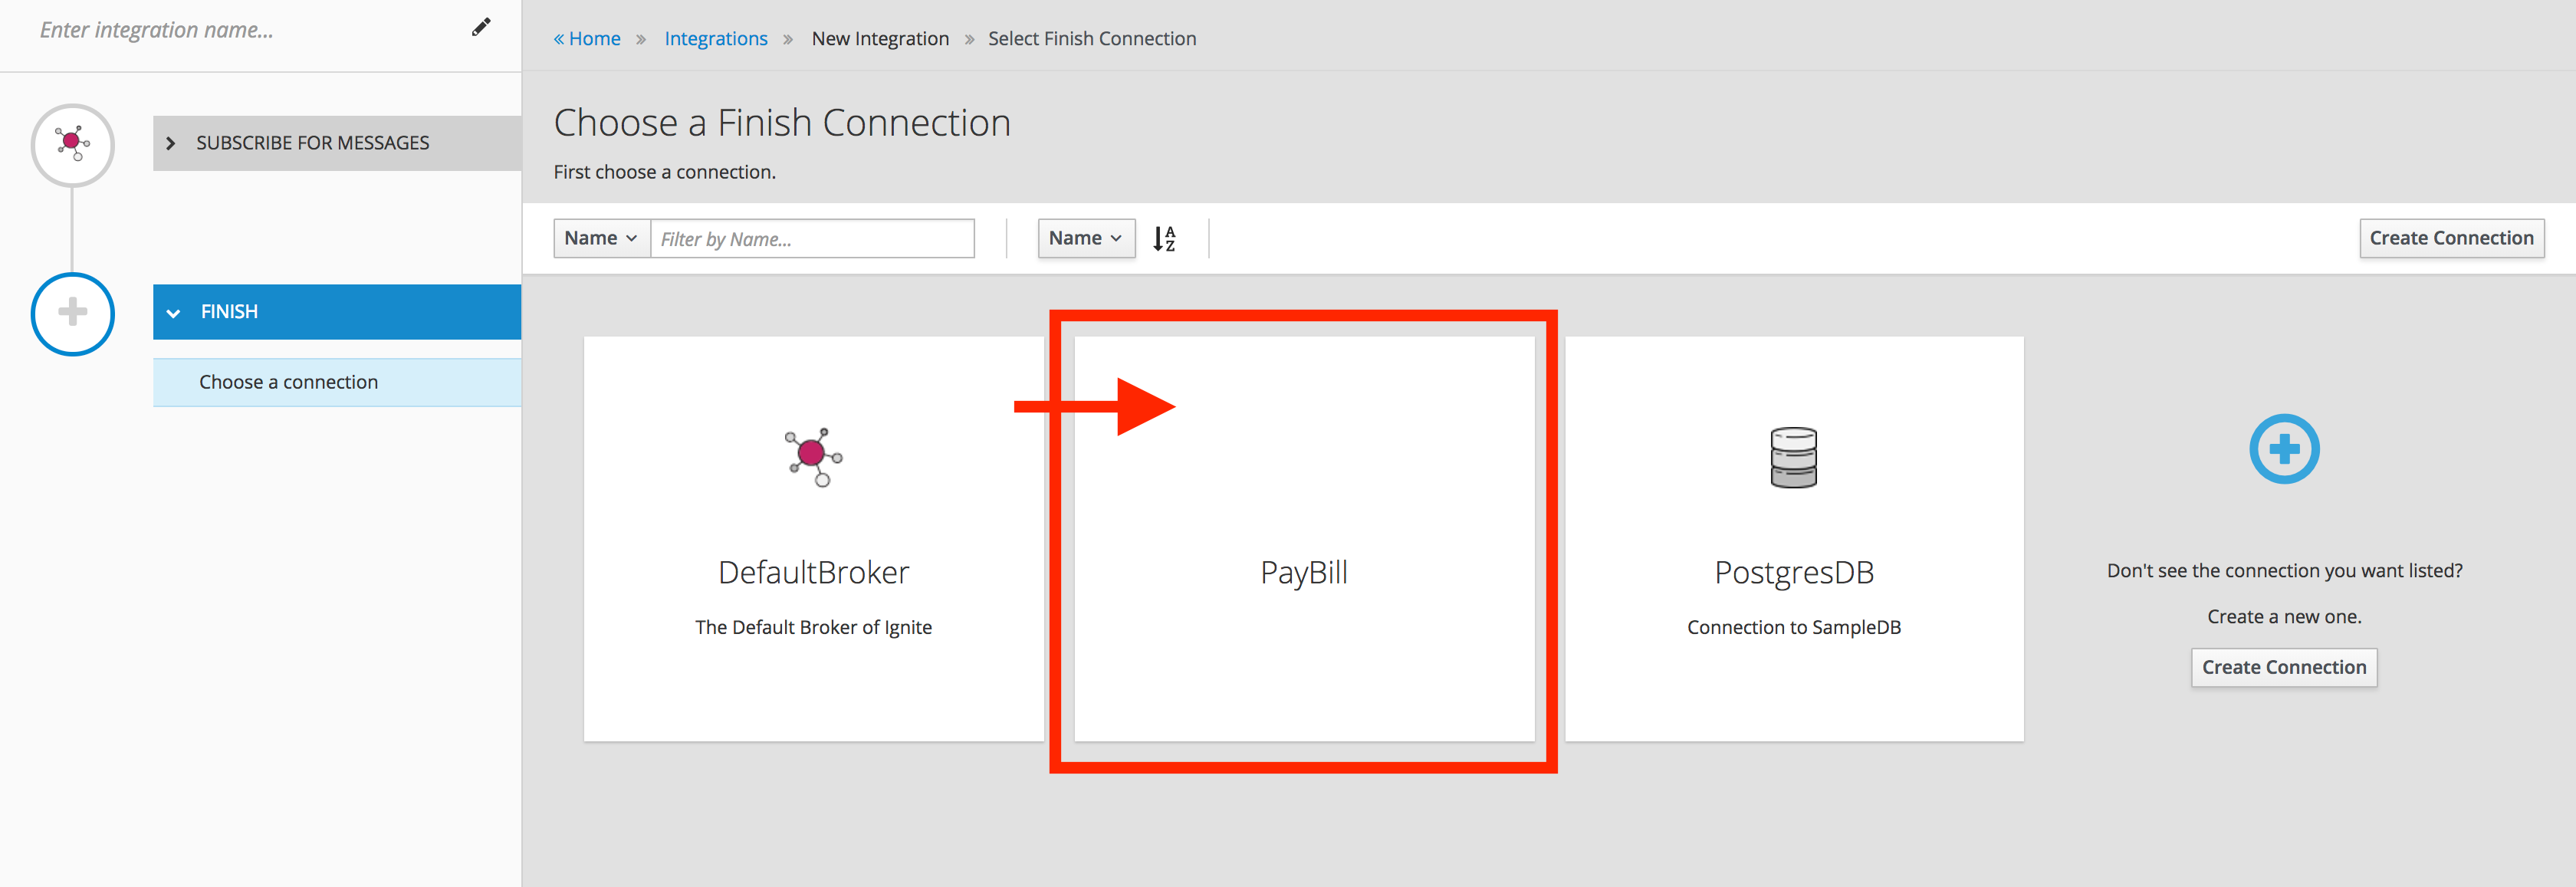 Enter integration name...
SUBSCRIBE FOR MESSAGES
FINISH
Choose a connection
« Home » Integrations » New Integration » Select Finish Connection
Choose a Finish Connection
First choose a connection.
Name Filter by Name... Name A Z Create Connection
DefaultBroker
The Default Broker of Ignite
PayBill
PostgresDB
Connection to SampleDB
Don't see the connection you want listed?
Create a new one.
Create Connection